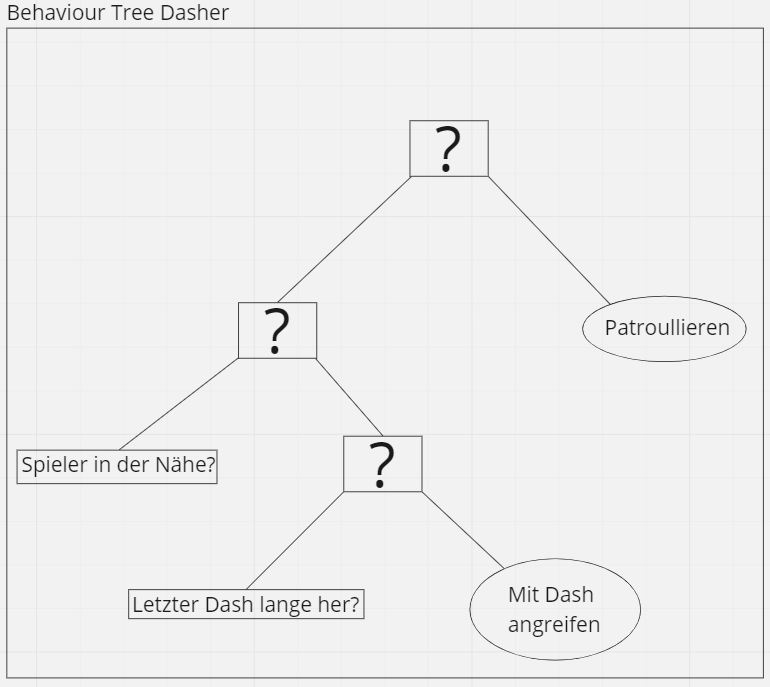 Behaviour Tree Dasher
?
?
Patroullieren
Spieler in der Nähe?
?
Letzter Dash lange her?
Mit Dash
angreifen